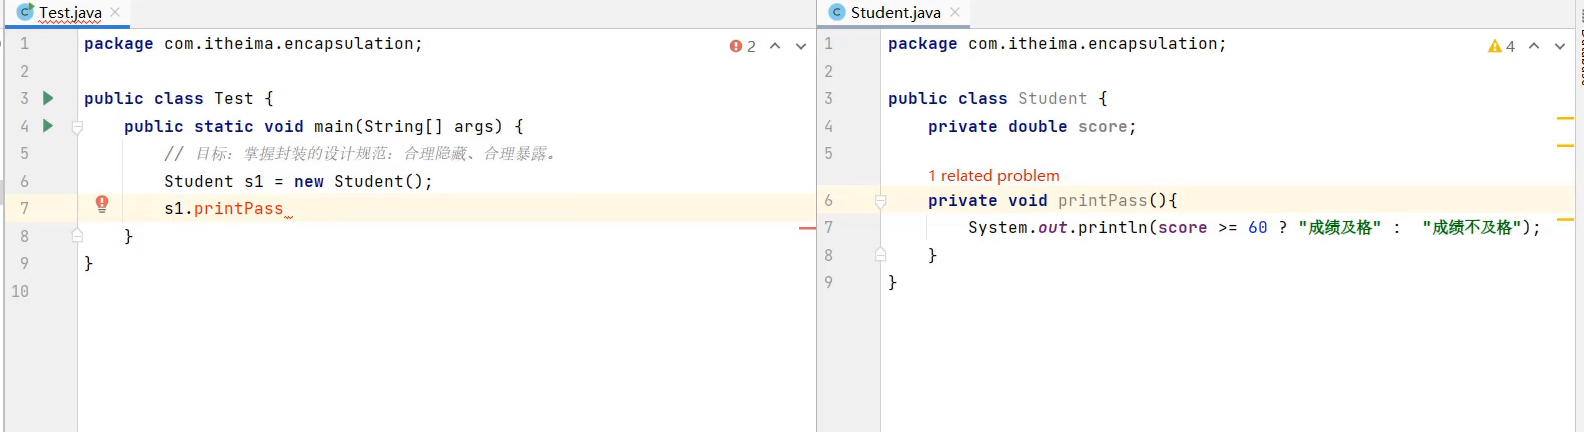 Test.java
1 package com.itheima.encapsulation;
2
2
3 public class Test {
4 public static void main(String[] args) {
5 // 目标：掌握封装的设计规范：合理隐藏、合理暴露。
6 Student s1 = new Student();
7 s1.printPass
8 }
9 }
10
Student.java
1 package com.itheima.encapsulation;
4
2
3 public class Student {
4 private double score;
5
1 related problem
6 private void printPass(){
7 System.out.println(score >= 60 ? "成绩及格" : "成绩不及格");
8 }
9 }